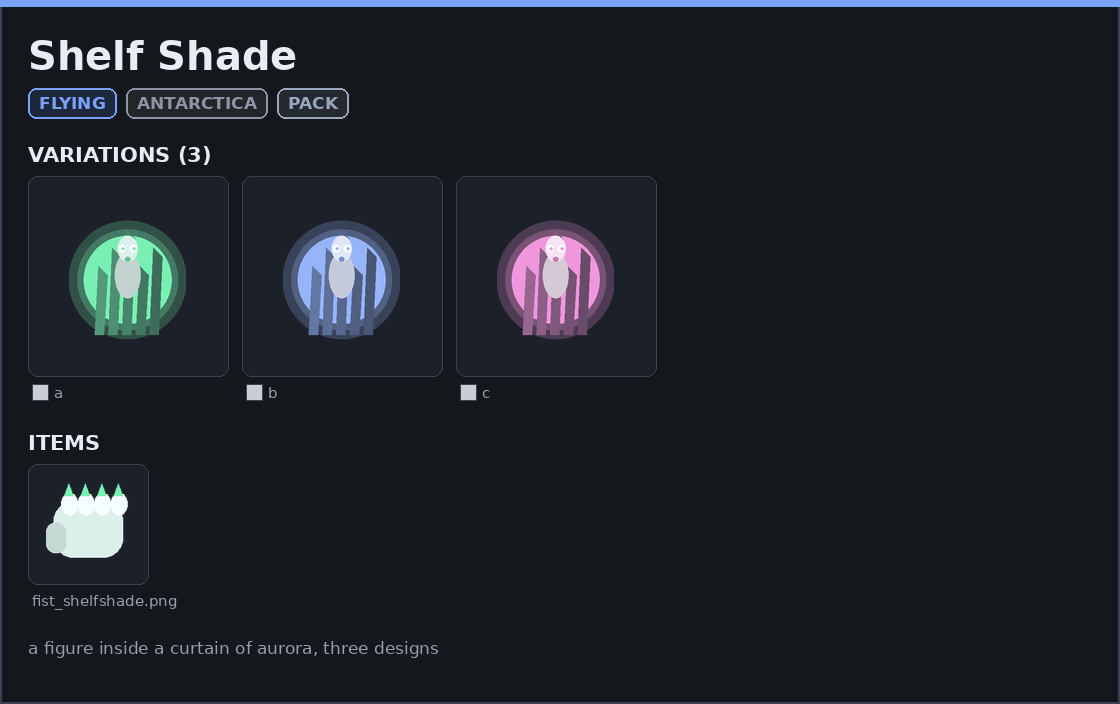 Shelf Shade
FLYING ANTARCTICA PACK
VARIATIONS (3)
a b c
ITEMS
fist_shelfshade.png
a figure inside a curtain of aurora, three designs